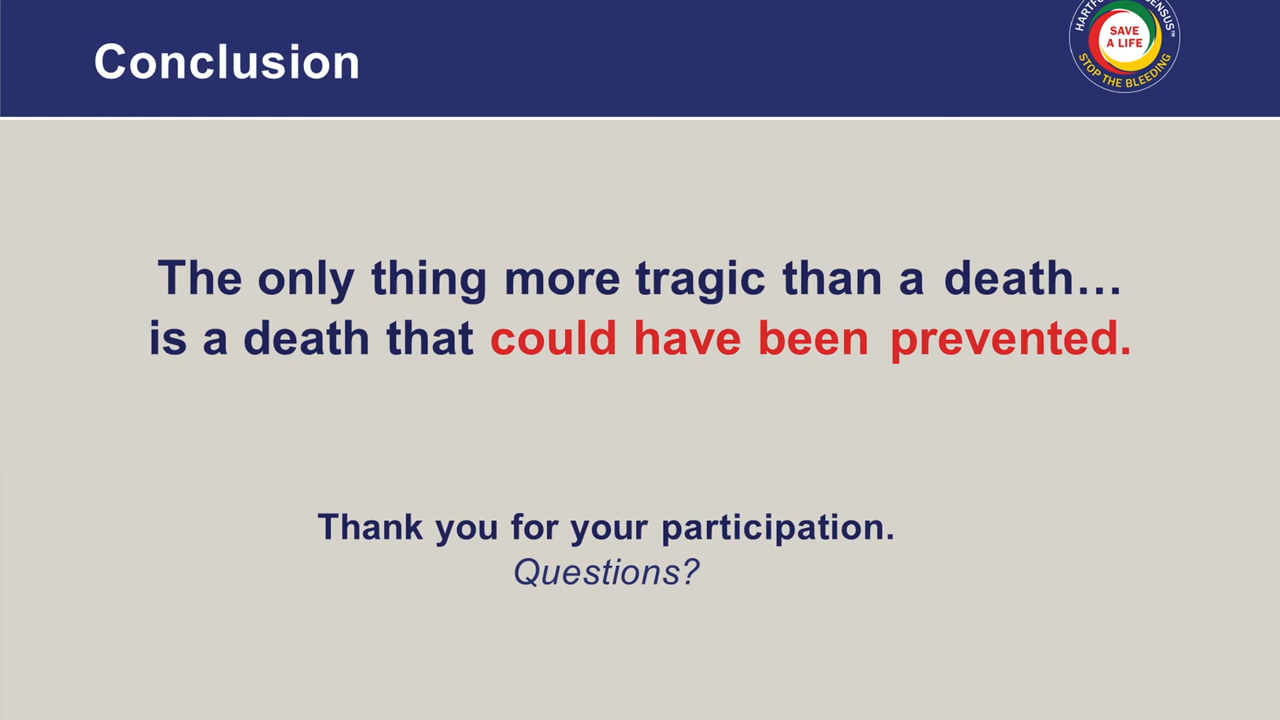 Conclusion
SAVE
A LIFE
STOP THE BLEEDING
The only thing more tragic than a death…
is a death that could have been prevented.
Thank you for your participation.
Questions?